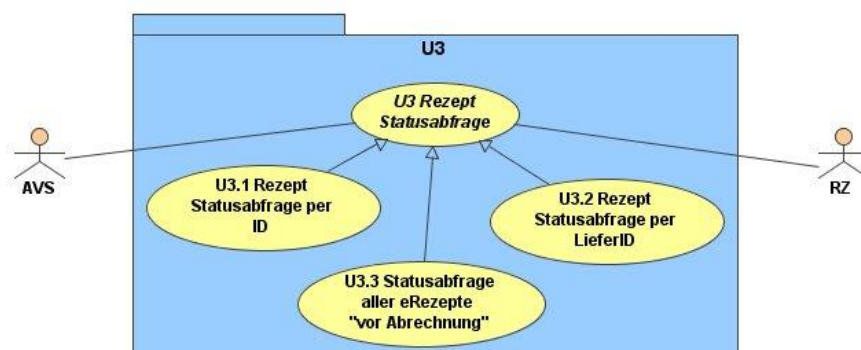 U3
U3 Rezept
Statusabfrage
AVS
RZ
U3.1 Rezept
Statusabfrage per
ID
U3.2 Rezept
Statusabfrage per
LieferID
U3.3 Statusabfrage
aller eRezepte
"vor Abrechnung"